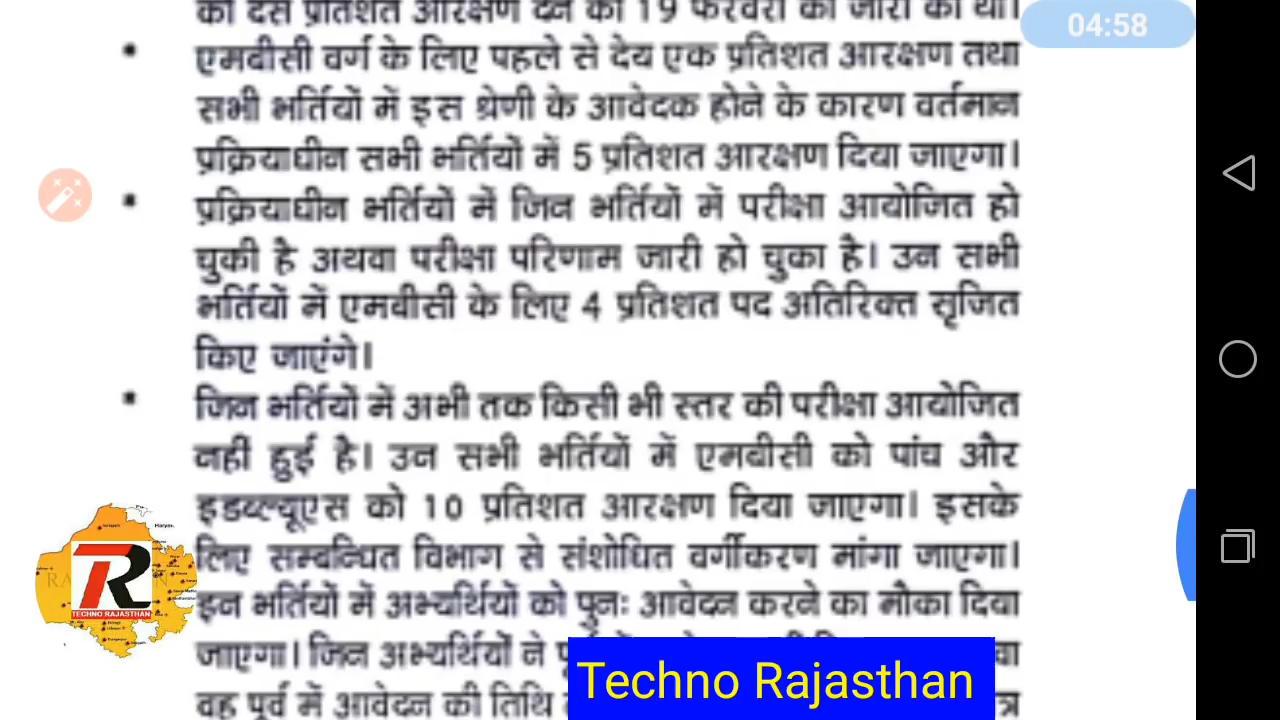 को दस प्रतिशत आरक्षण देने को 19 फरवरी को जारी की थी।
04:58
* एमबीसी वर्ग के लिए पहले से देय एक प्रतिशत आरक्षण तथा
सभी भर्तियों में इस श्रेणी के आवेदक होने के कारण वर्तमान
प्रक्रियाधीन सभी भर्तियों में 5 प्रतिशत आरक्षण दिया जाएगा।
* प्रक्रियाधीन भर्तियों में जिन भर्तियों में परीक्षा आयोजित हो
चुकी है अथवा परीक्षा परिणाम जारी हो चुका है। उन सभी
भर्तियों में एमबीसी के लिए 4 प्रतिशत पद अतिरिक्त सृजित
किए जाएंगे।
* जिन भर्तियों में अभी तक किसी भी स्तर की परीक्षा आयोजित
नहीं हुई है। उन सभी भर्तियों में एमबीसी को पांच और
इडब्ल्यूएस को 10 प्रतिशत आरक्षण दिया जाएगा। इसके
लिए सम्बन्धित विभाग से संशोधित वर्गीकरण मांगा जाएगा।
इन भर्तियों में अभ्यर्थियों को पुनः आवेदन करने का मौका दिया
जाएगा। जिन अभ्यर्थियों ने
वह पूर्व में आवेदन की तिथि
TR
TECHNO RAJASTHAN
Techno Rajasthan